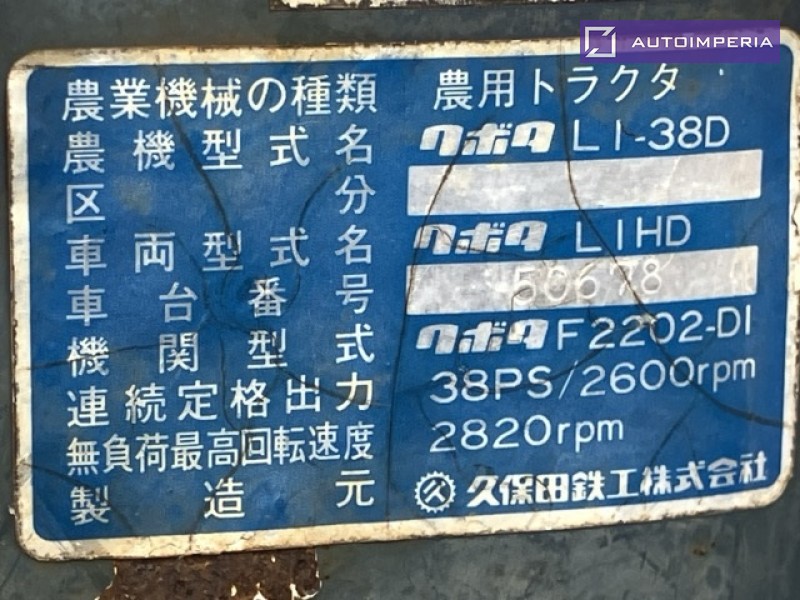 AUTOIMPERIA
農業機械の種類 農用トラクタ
農機型式名 クボタ L1-38D
区分
車両型式名 クボタ L1HD
車台番号 50678
機関型式 クボタ F2202-DI
連続定格出力 38PS/2600rpm
無負荷最高回転速度 2820rpm
製造元 久保田鉄工株式会社